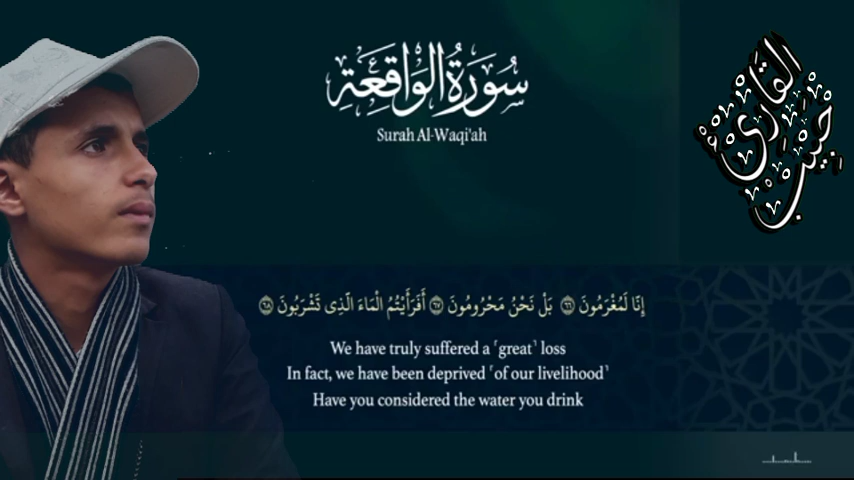 سُورَةُ الْوَاقِعَة
Surah Al-Waqi'ah
القارئ
حبيب
إِنَّا لَمُغْرَمُونَ ٦٦ بَلْ نَحْنُ مَحْرُومُونَ ٦٧ أَفَرَأَيْتُمُ الْمَاءَ الَّذِى تَشْرَبُونَ ٦٨
We have truly suffered a ˹great˺ loss
In fact, we have been deprived ˹of our livelihood˺
Have you considered the water you drink